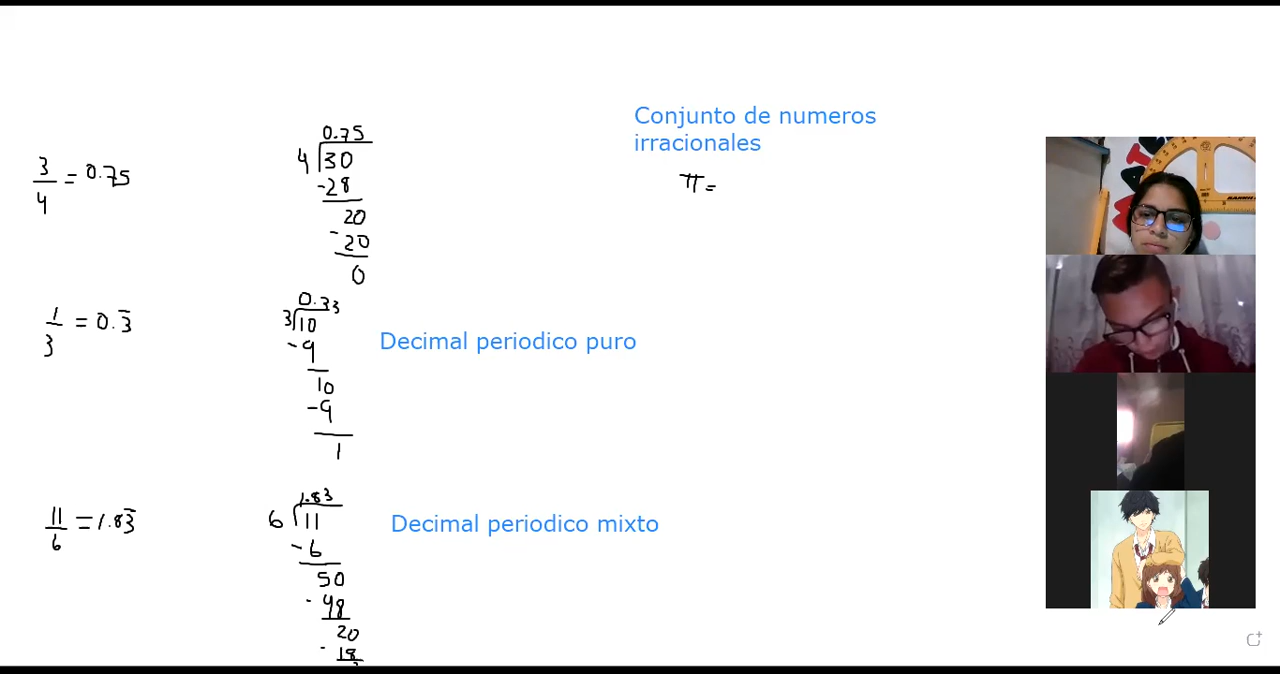 3/4 = 0.75
0.75
4 30
-28
20
-20
0
1/3 = 0.3̅
0.33
3 10
-9
10
-9
1
Decimal periodico puro
11/6 = 1.83̅
1.83
6 11
-6
50
-48
20
-18
Decimal periodico mixto
Conjunto de numeros
irracionales
π=